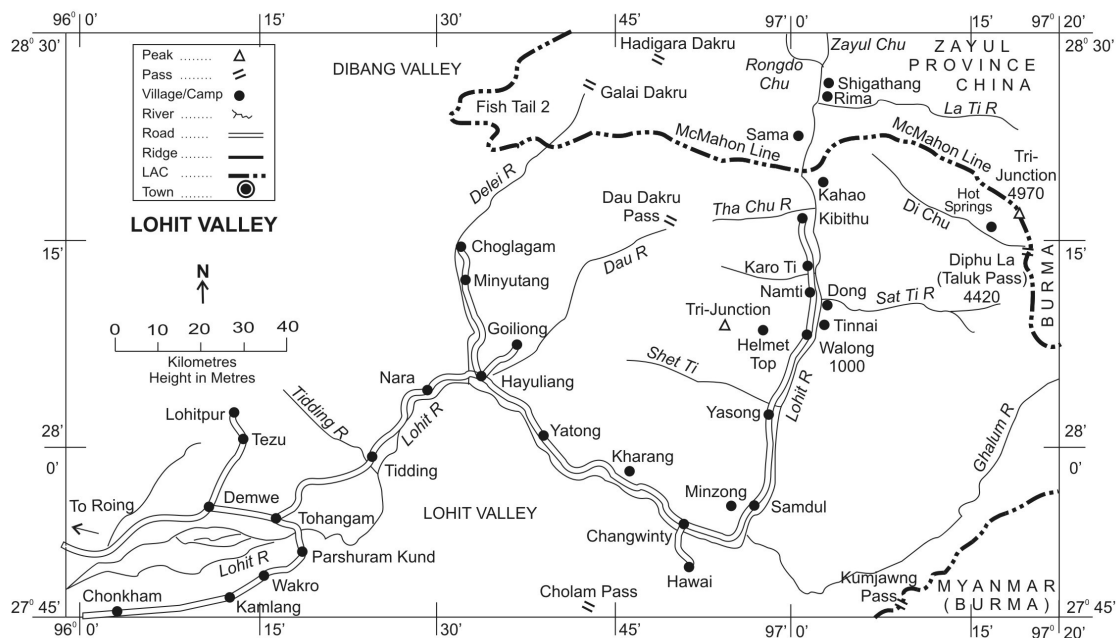 96° 0'
15'
30'
45'
97° 0'
15'
97° 20'
28° 30'
28° 30'
Peak ........
Pass ........
Village/Camp
River ........
Road ........
Ridge ........
LAC ........
Town ........
LOHIT VALLEY
N
0 10 20 30 40
Kilometres
Height in Metres
DIBANG VALLEY
Fish Tail 2
Hadigara Dakru
Galai Dakru
Rongdo
Chu
Zayul Chu
ZAYUL
PROVINCE
CHINA
Shigathang
Rima
La Ti R
Sama
McMahon Line
McMahon Line
Tri-
Junction
4970
Hot
Springs
Di Chu
Kahao
Delei R
Dau Dakru
Pass
Tha Chu R
Kibithu
15'
15'
Choglagam
Minyutang
Dau R
Karo Ti
Namti
Dong
Sat Ti R
Diphu La
(Taluk Pass)
4420
BURMA
Tri-Junction
Helmet
Top
Tinnai
Walong
1000
Goiliong
Shet Ti
Nara
Hayuliang
Lohit R
Lohit R
Yasong
Tidding R
Lohitpur
Tezu
Yatong
Ghalum R
28°
0'
28°
0'
Tidding
Kharang
To Roing
Demwe
Tohangam
LOHIT VALLEY
Minzong
Samdul
Changwinty
Parshuram Kund
Lohit R
Wakro
Hawai
Chonkham
Kamlang
Cholam Pass
Kumjawng
Pass
MYANMAR
(BURMA)
27° 45'
27° 45'
96° 0'
15'
30'
45'
97° 0'
15'
97° 20'